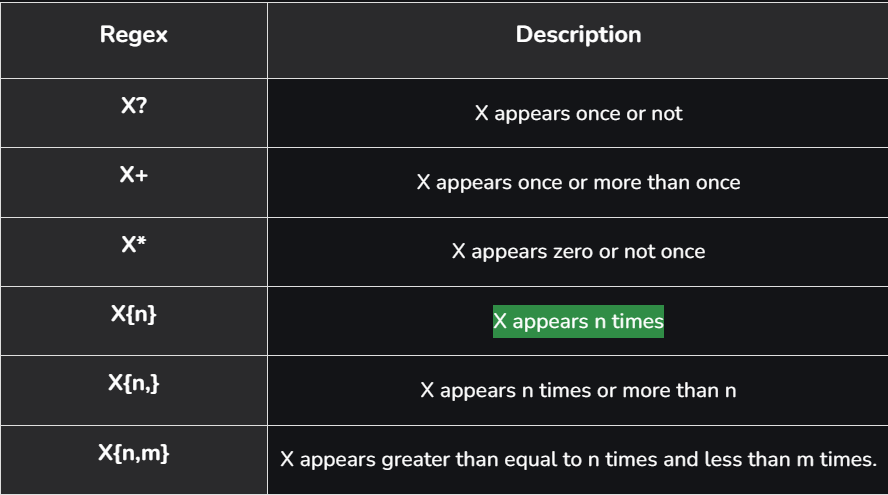 Regex Description
X? X appears once or not
X+ X appears once or more than once
X* X appears zero or not once
X{n} X appears n times
X{n,} X appears n times or more than n
X{n,m} X appears greater than equal to n times and less than m times.